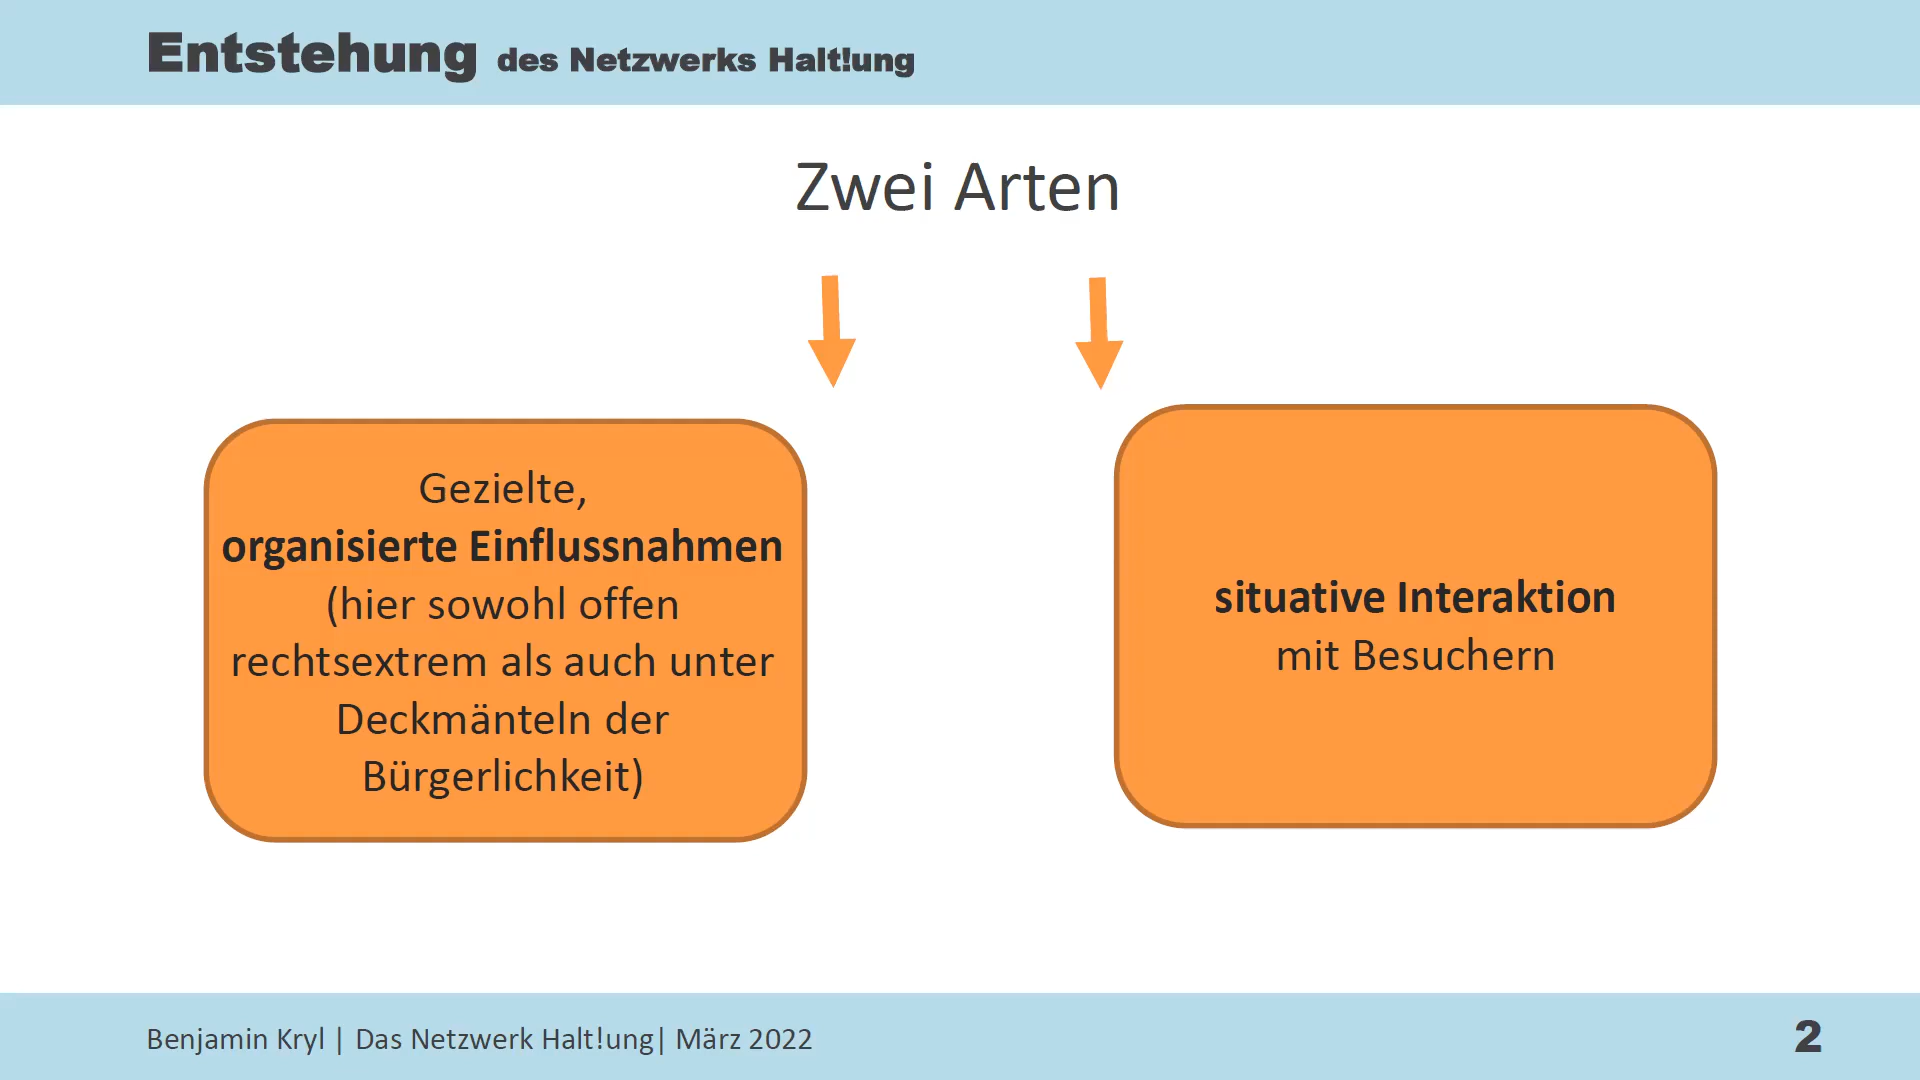 Entstehung des Netzwerks Halt!ung
Zwei Arten
Gezielte,
organisierte Einflussnahmen
(hier sowohl offen
rechtsextrem als auch unter
Deckmänteln der
Bürgerlichkeit)
situative Interaktion
mit Besuchern
Benjamin Kryl | Das Netzwerk Halt!ung| März 2022
2